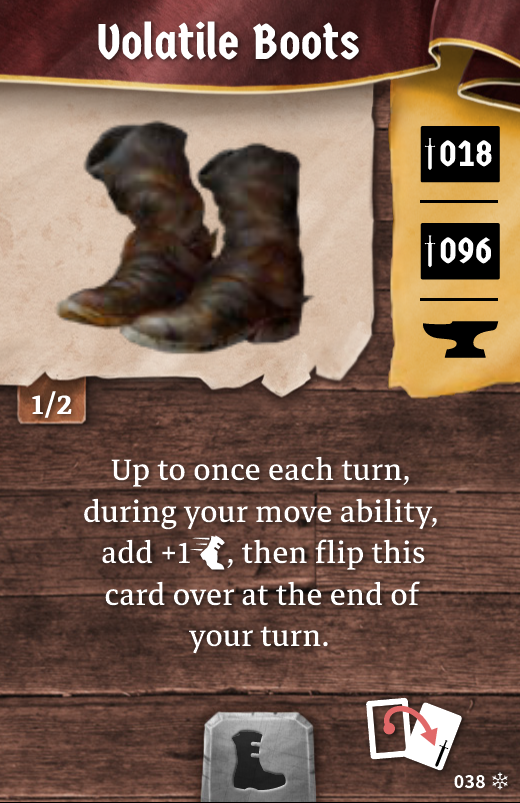 Volatile Boots
018
096
1/2
Up to once each turn,
during your move ability,
add +1, then flip this
card over at the end of
your turn.
038